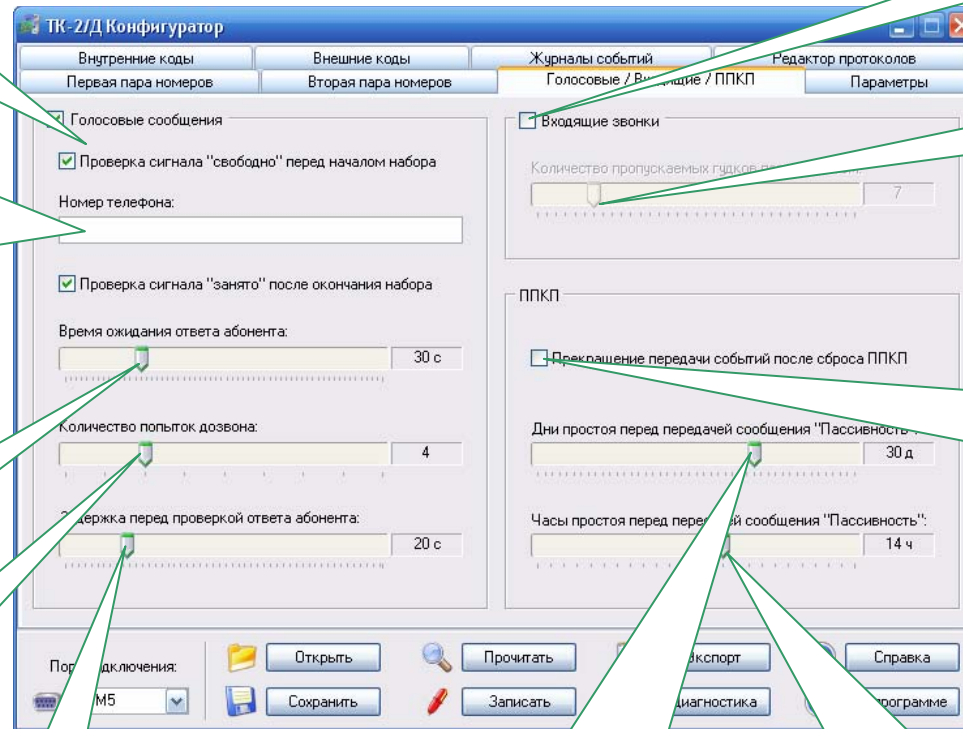 ТК-2/Д Конфигуратор
Внутренние коды
Внешние коды
Журналы событий
Редактор протоколов
Первая пара номеров
Вторая пара номеров
Голосовые / Входящие / ППКП
Параметры
Голосовые сообщения
Проверка сигнала "свободно" перед началом набора
Номер телефона:
Проверка сигнала "занято" после окончания набора
Время ожидания ответа абонента:
30 с
Количество попыток дозвона:
4
Задержка перед проверкой ответа абонента:
20 с
Входящие звонки
Количество пропускаемых гудков
7
ППКП
Прекращение передачи событий после сброса ППКП
Дни простоя перед передачей сообщения "Пассивность":
30 д
Часы простоя перед передачей сообщения "Пассивность":
14 ч
Открыть
Прочитать
Экспорт
Справка
М5
Сохранить
Записать
Диагностика
программе